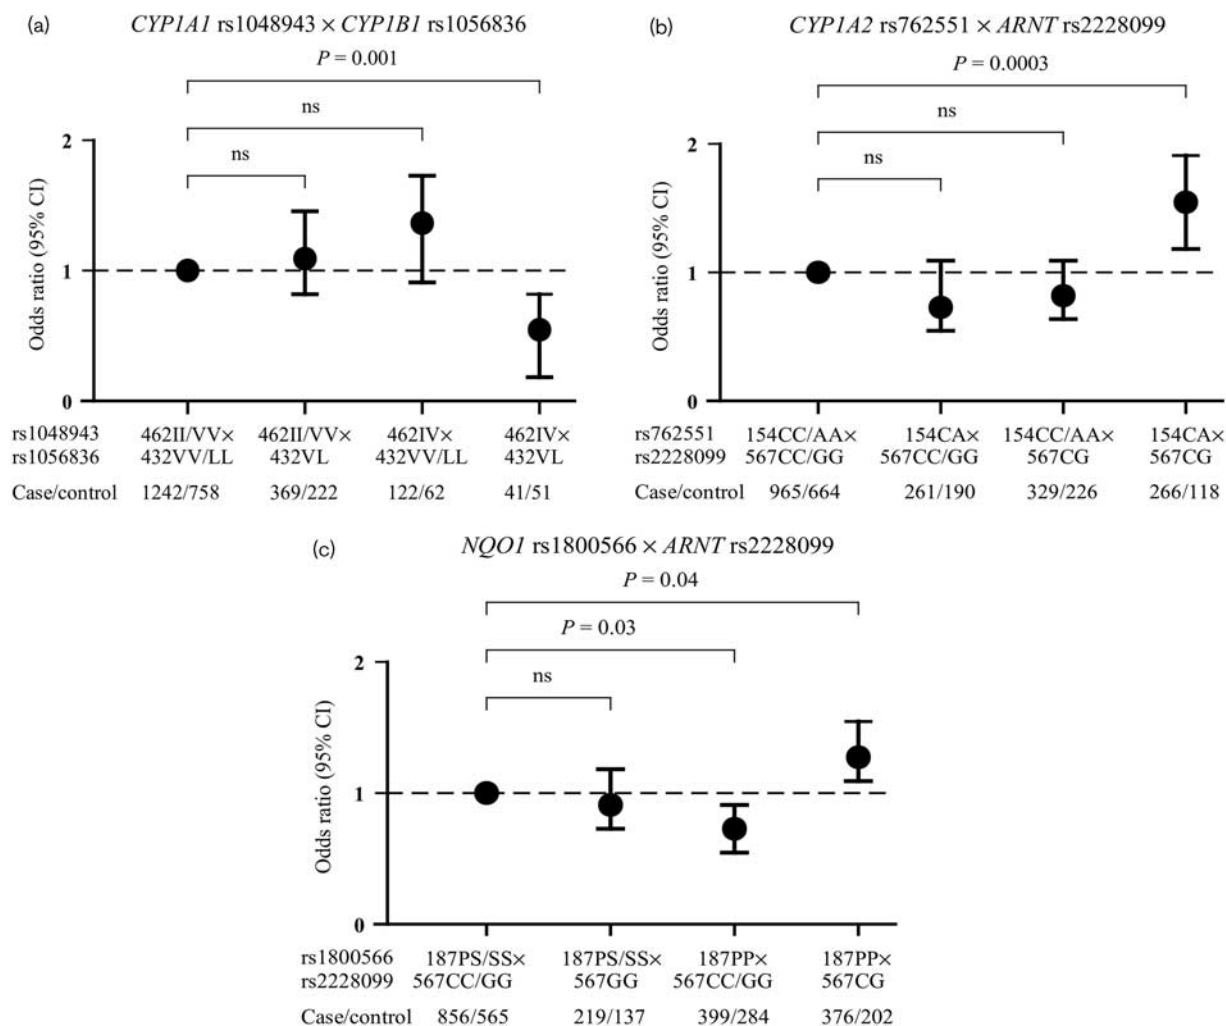 (a)
CYP1A1 rs1048943 × CYP1B1 rs1056836
P = 0.001
ns
ns
2
1
0
Odds ratio (95% CI)
rs1048943 462II/VV× 462II/VV× 462IV× 462IV×
rs1056836 432VV/LL 432VL 432VV/LL 432VL
Case/control 1242/758 369/222 122/62 41/51
(b)
CYP1A2 rs762551 × ARNT rs2228099
P = 0.0003
ns
ns
2
1
0
Odds ratio (95% CI)
rs762551 154CC/AA× 154CA× 154CC/AA× 154CA×
rs2228099 567CC/GG 567CC/GG 567CG 567CG
Case/control 965/664 261/190 329/226 266/118
(c)
NQO1 rs1800566 × ARNT rs2228099
P = 0.04
P = 0.03
ns
2
1
0
Odds ratio (95% CI)
rs1800566 187PS/SS× 187PS/SS× 187PP× 187PP×
rs2228099 567CC/GG 567GG 567CC/GG 567CG
Case/control 856/565 219/137 399/284 376/202